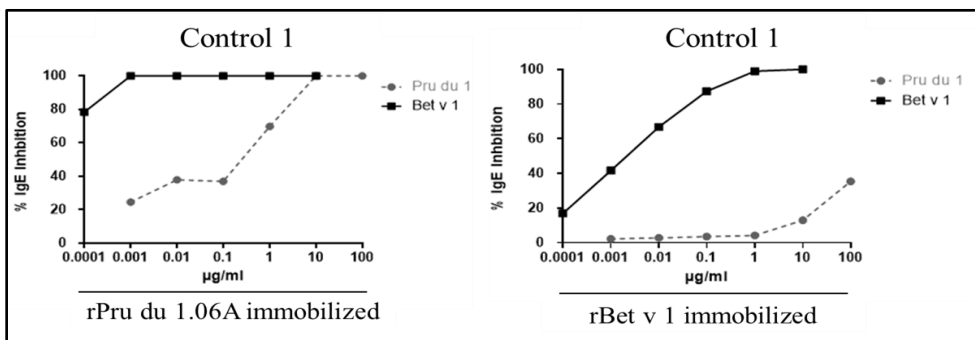 Control 1
% IgE Inhbition
100
80
60
40
20
0
0.0001 0.001 0.01 0.1 1 10 100
µg/ml
Pru du 1
Bet v 1
rPru du 1.06A immobilized
Control 1
% IgE Inhbition
100
80
60
40
20
0
0.0001 0.001 0.01 0.1 1 10 100
µg/ml
Pru du 1
Bet v 1
rBet v 1 immobilized